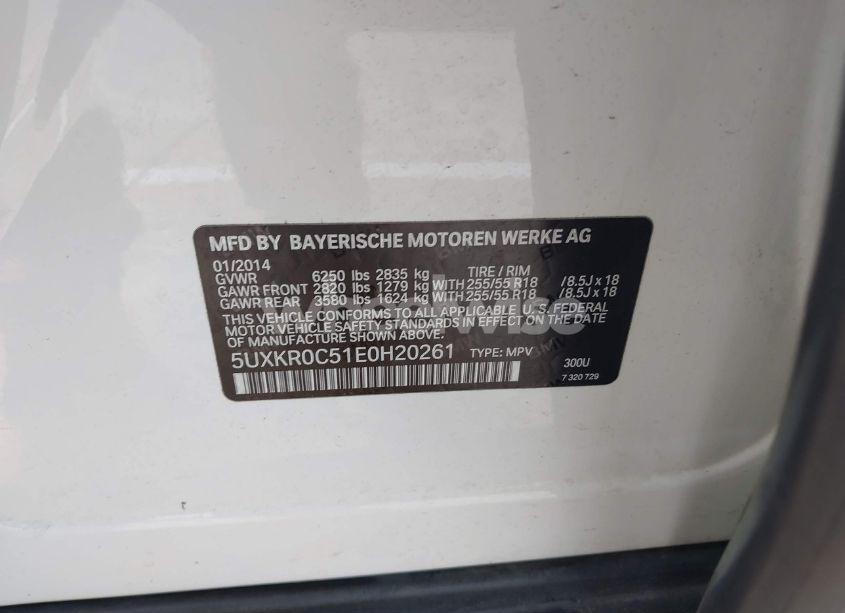 MFD BY BAYERISCHE MOTOREN WERKE AG
01/2014
GVWR 6250 lbs 2835 kg TIRE / RIM
GAWR FRONT 2820 lbs 1279 kg WITH 255/55 R18 / 8.5J x 18
GAWR REAR 3580 lbs 1624 kg WITH 255/55 R18 / 8.5J x 18
THIS VEHICLE CONFORMS TO ALL APPLICABLE U.S. FEDERAL
MOTOR VEHICLE SAFETY STANDARDS IN EFFECT ON THE DATE
OF MANUFACTURE SHOWN ABOVE.
5UXKR0C51E0H20261 TYPE: MPV 300U
7 320 729